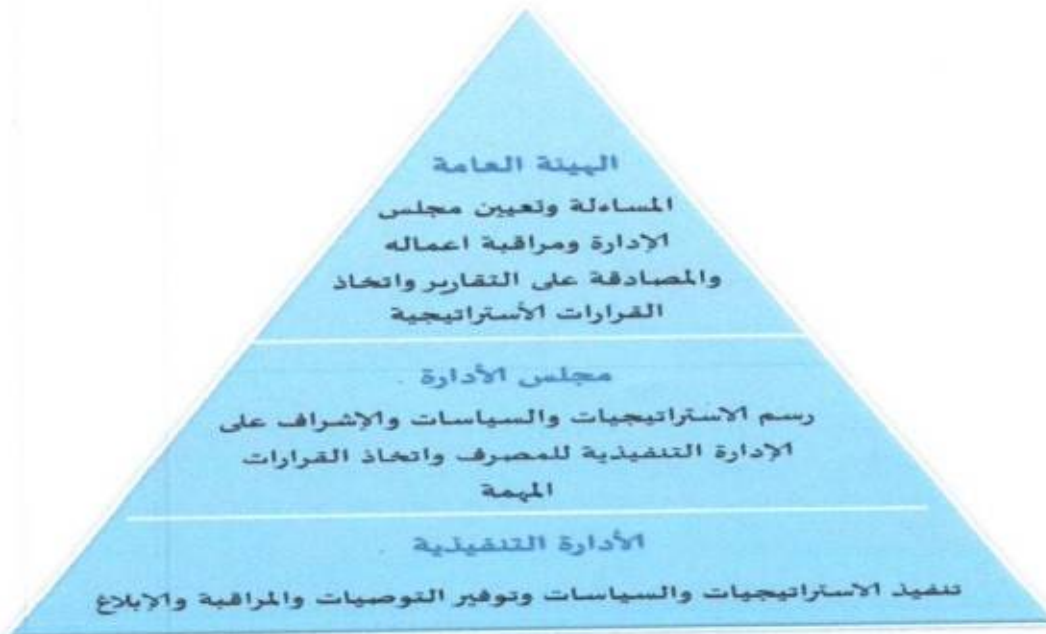 الهيئة العامة
المساءلة وتعيين مجلس
الإدارة ومراقبة اعماله
والمصادقة على التقارير واتخاذ
القرارات الأستراتيجية
مجلس الأدارة
رسم الاستراتيجيات والسياسات والإشراف على
الإدارة التنفيذية للمصرف واتخاذ القرارات
المهمة
الأدارة التنفيذية
تنفيذ الاستراتيجيات والسياسات وتوفير التوصيات والمراقبة والإبلاغ